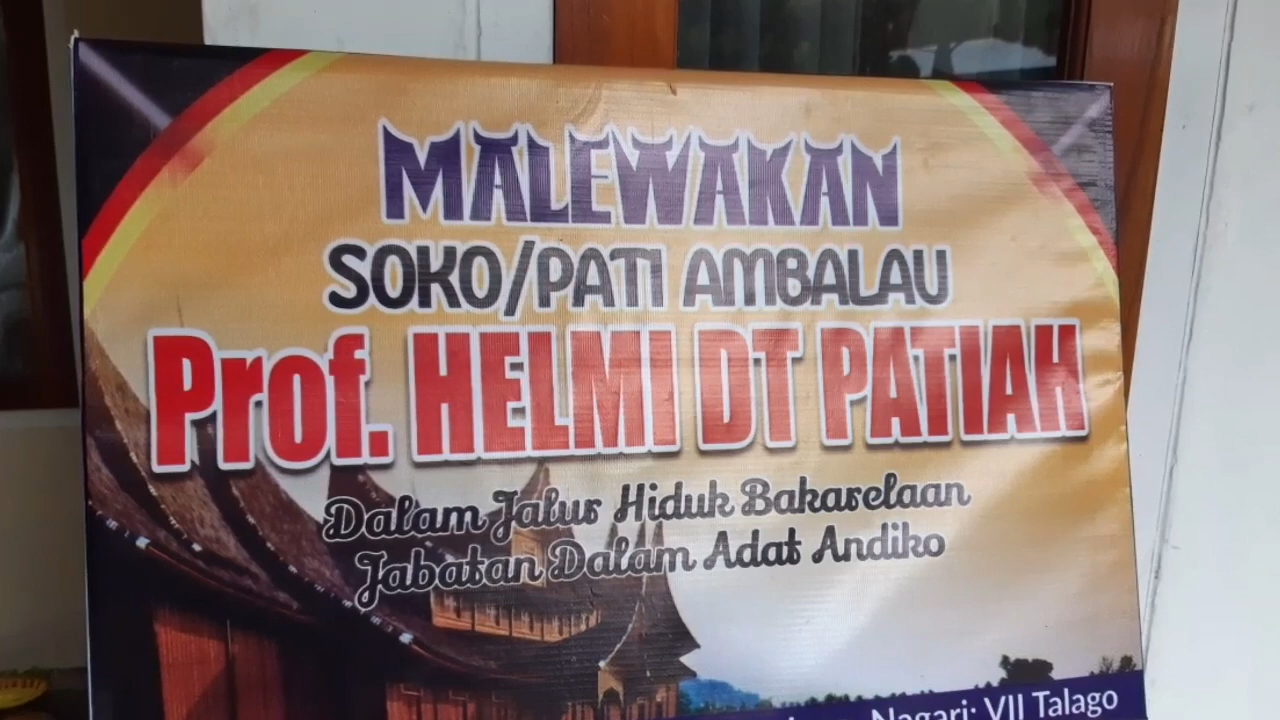 MALEWAKAN
SOKO/PATI AMBALAU
Prof. HELMI DT PATIAH
Dalam Jalur Hiduk Bakarelaan
Jabatan Dalam Adat Andiko
Nagari: VII Talago